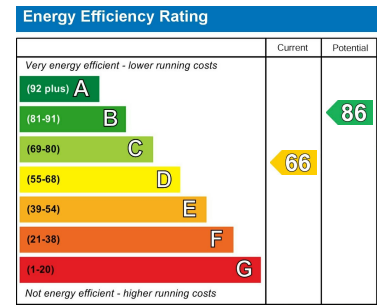 Energy Efficiency Rating
Current Potential
Very energy efficient - lower running costs
(92 plus) A
(81-91) B
86
(69-80) C
66
(55-68) D
(39-54) E
(21-38) F
(1-20) G
Not energy efficient - higher running costs